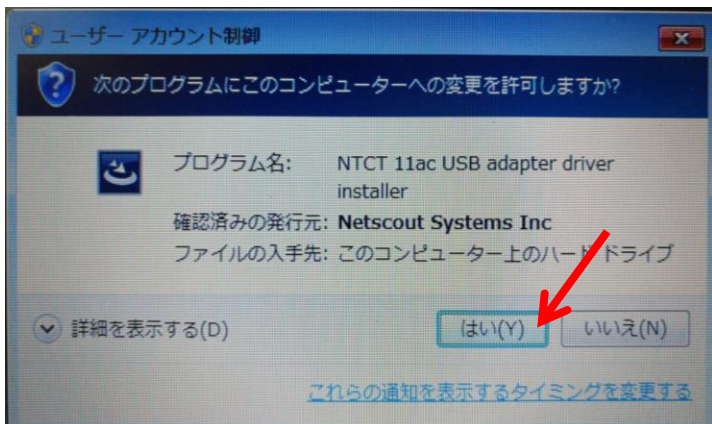 ユーザー アカウント制御
次のプログラムにこのコンピューターへの変更を許可しますか?
プログラム名: NTCT 11ac USB adapter driver
installer
確認済みの発行元: Netscout Systems Inc
ファイルの入手先: このコンピューター上のハード ドライブ
詳細を表示する(D)
はい(Y)
いいえ(N)
これらの通知を表示するタイミングを変更する